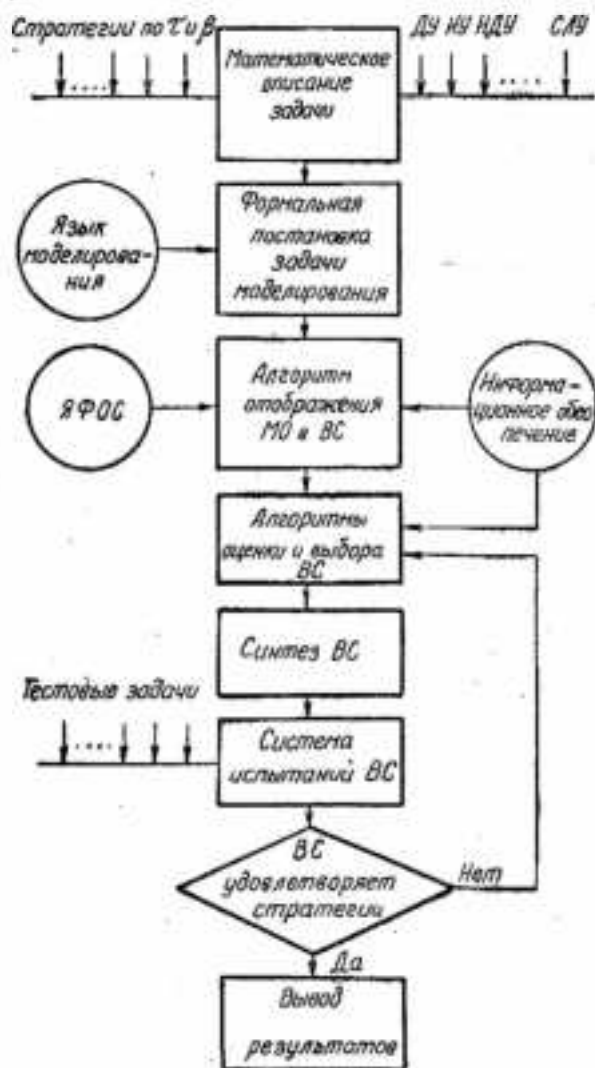 Стратегии по τ и β
ДУ НУ НДУ СЛУ
Математическое
описание
задачи
Формальная
постановка
задачи
моделирования
Язык
моделирова-
ния
Алгоритм
отображения
МО в ВС
ЯФОС
Информа-
ционное обес
печение
Алгоритмы
оценки и выбора
ВС
Синтез ВС
Тестовые задачи
Система
испытаний ВС
ВС
удовлетворяет
стратегии
Нет
Да
Вывод
результатов